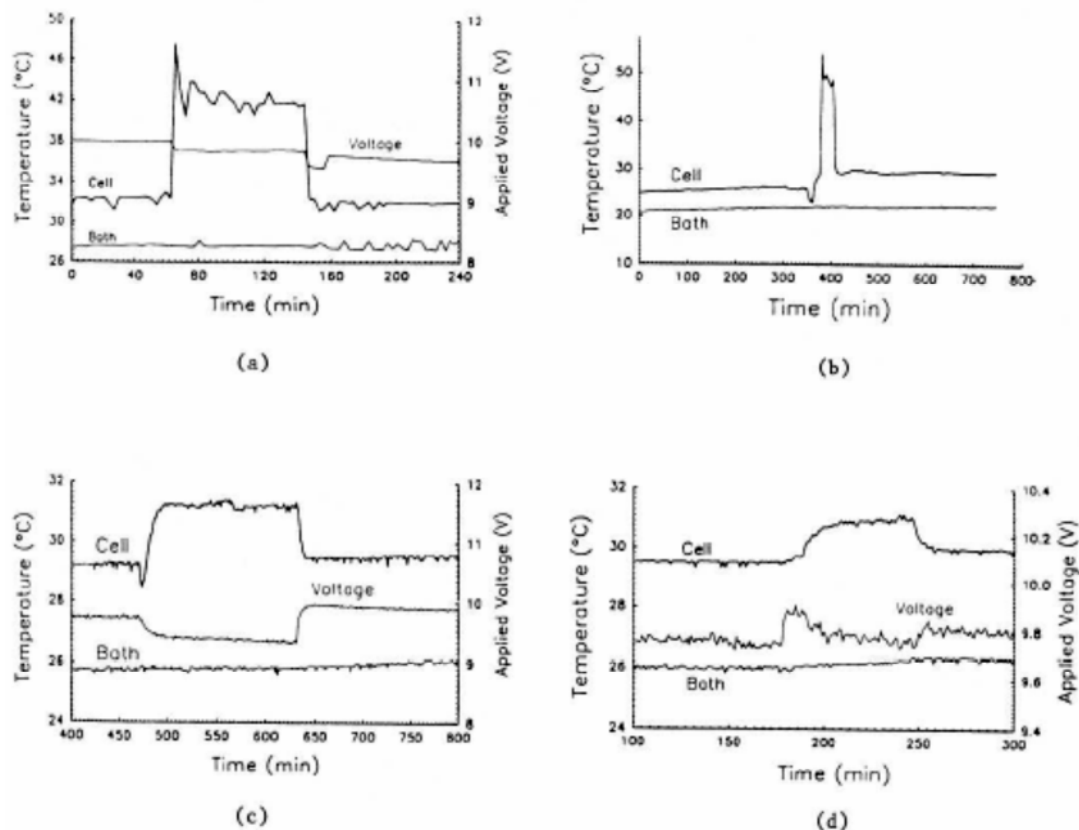 50
46
42
38
34
30
26
Temperature (°C)
12
11
10
9
8
Applied Voltage (V)
Voltage
Cell
Bath
0 40 80 120 160 200 240
Time (min)
(a)
50
40
30
20
10
Temperature (°C)
Cell
Bath
0 100 200 300 400 500 600 700 800
Time (min)
(b)
32
30
28
26
24
Temperature (°C)
12
11
10
9
8
Applied Voltage (V)
Cell
Voltage
Bath
400 450 500 550 600 650 700 750 800
Time (min)
(c)
32
30
28
26
24
Temperature (°C)
10.4
10.2
10.0
9.8
9.6
9.4
Applied Voltage (V)
Cell
Voltage
Bath
100 150 200 250 300
Time (min)
(d)